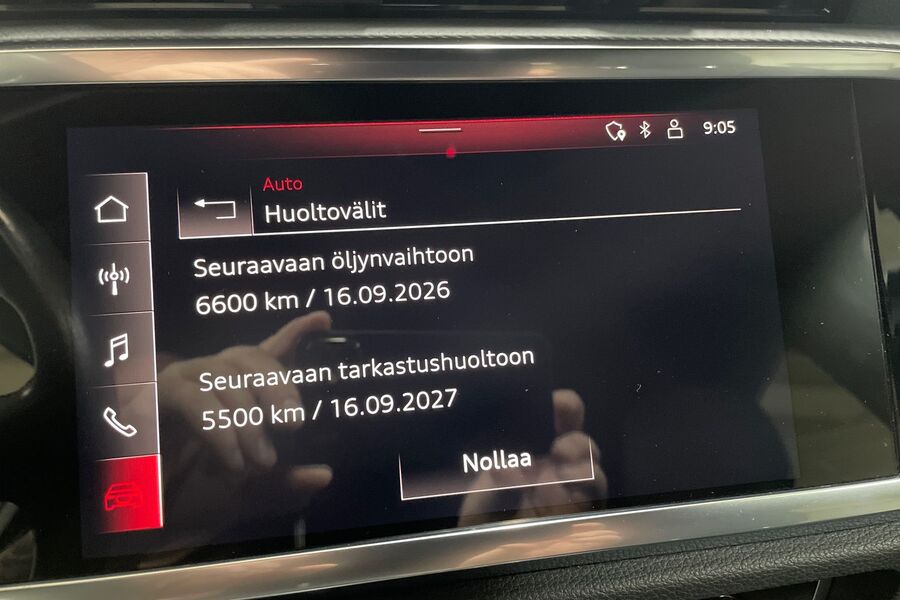 9:05
Auto
Huoltovälit
Seuraavaan öljynvaihtoon
6600 km / 16.09.2026
Seuraavaan tarkastushuoltoon
5500 km / 16.09.2027
Nollaa